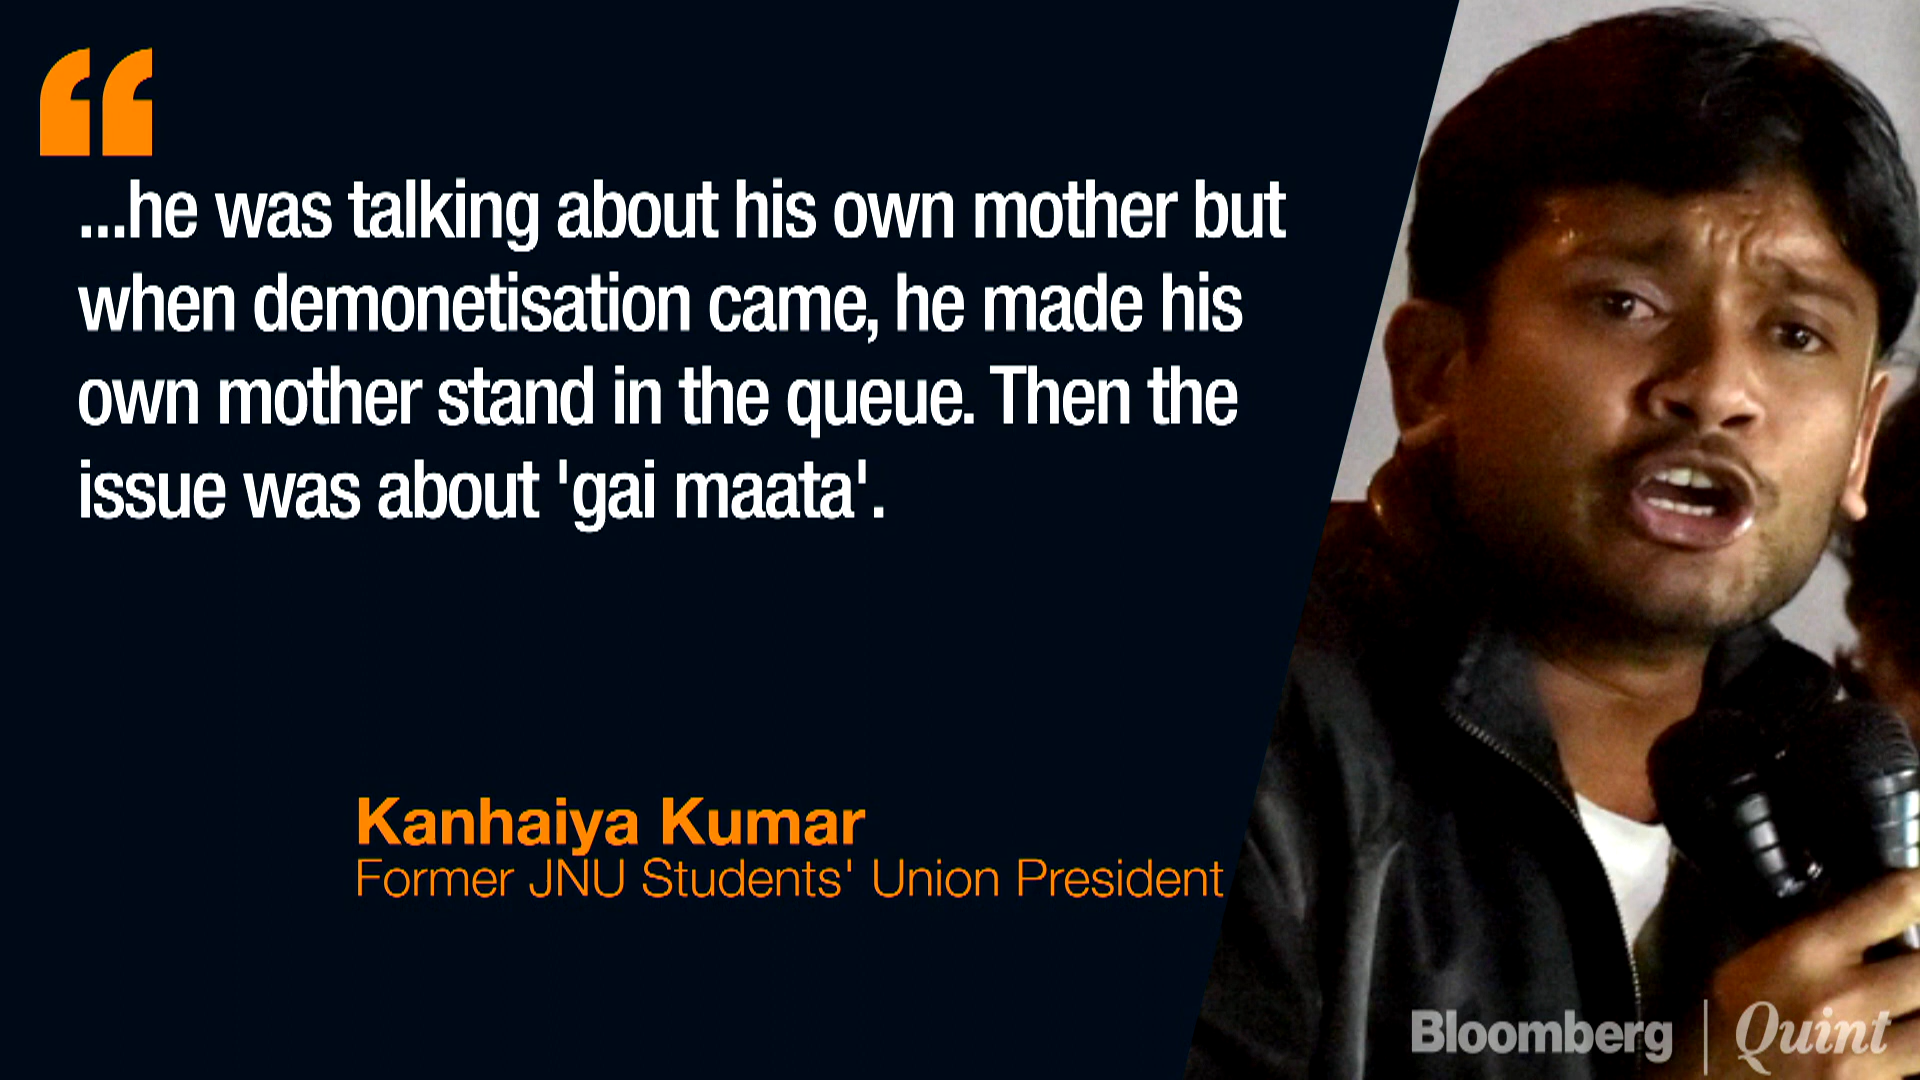 “
...he was talking about his own mother but
when demonetisation came, he made his
own mother stand in the queue. Then the
issue was about 'gai maata'.
Kanhaiya Kumar
Former JNU Students' Union President
Bloomberg | Quint